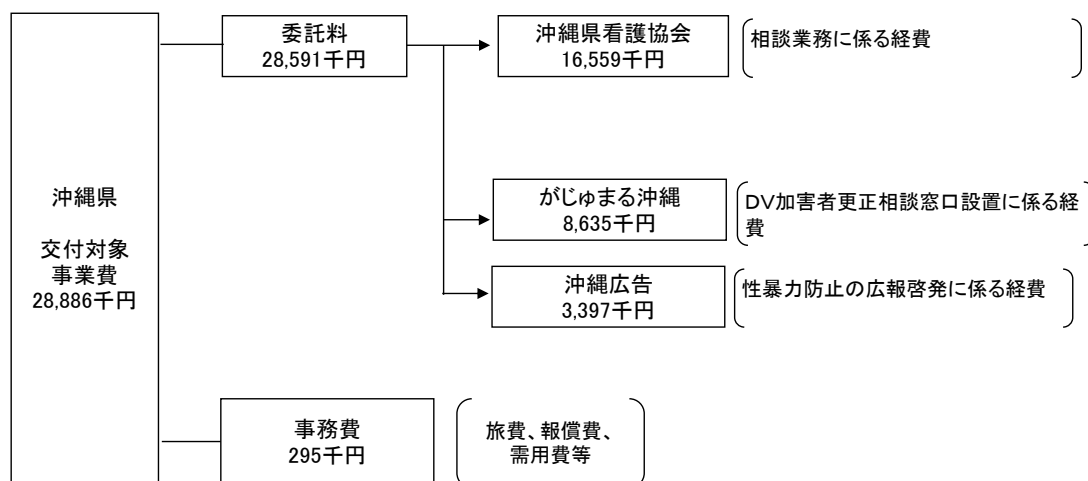 委託料
28,591千円
沖縄県看護協会
16,559千円
相談業務に係る経費
沖縄県
交付対象
事業費
28,886千円
がじゅまる沖縄
8,635千円
DV加害者更正相談窓口設置に係る経
費
沖縄広告
3,397千円
性暴力防止の広報啓発に係る経費
事務費
295千円
旅費、報償費、
需用費等